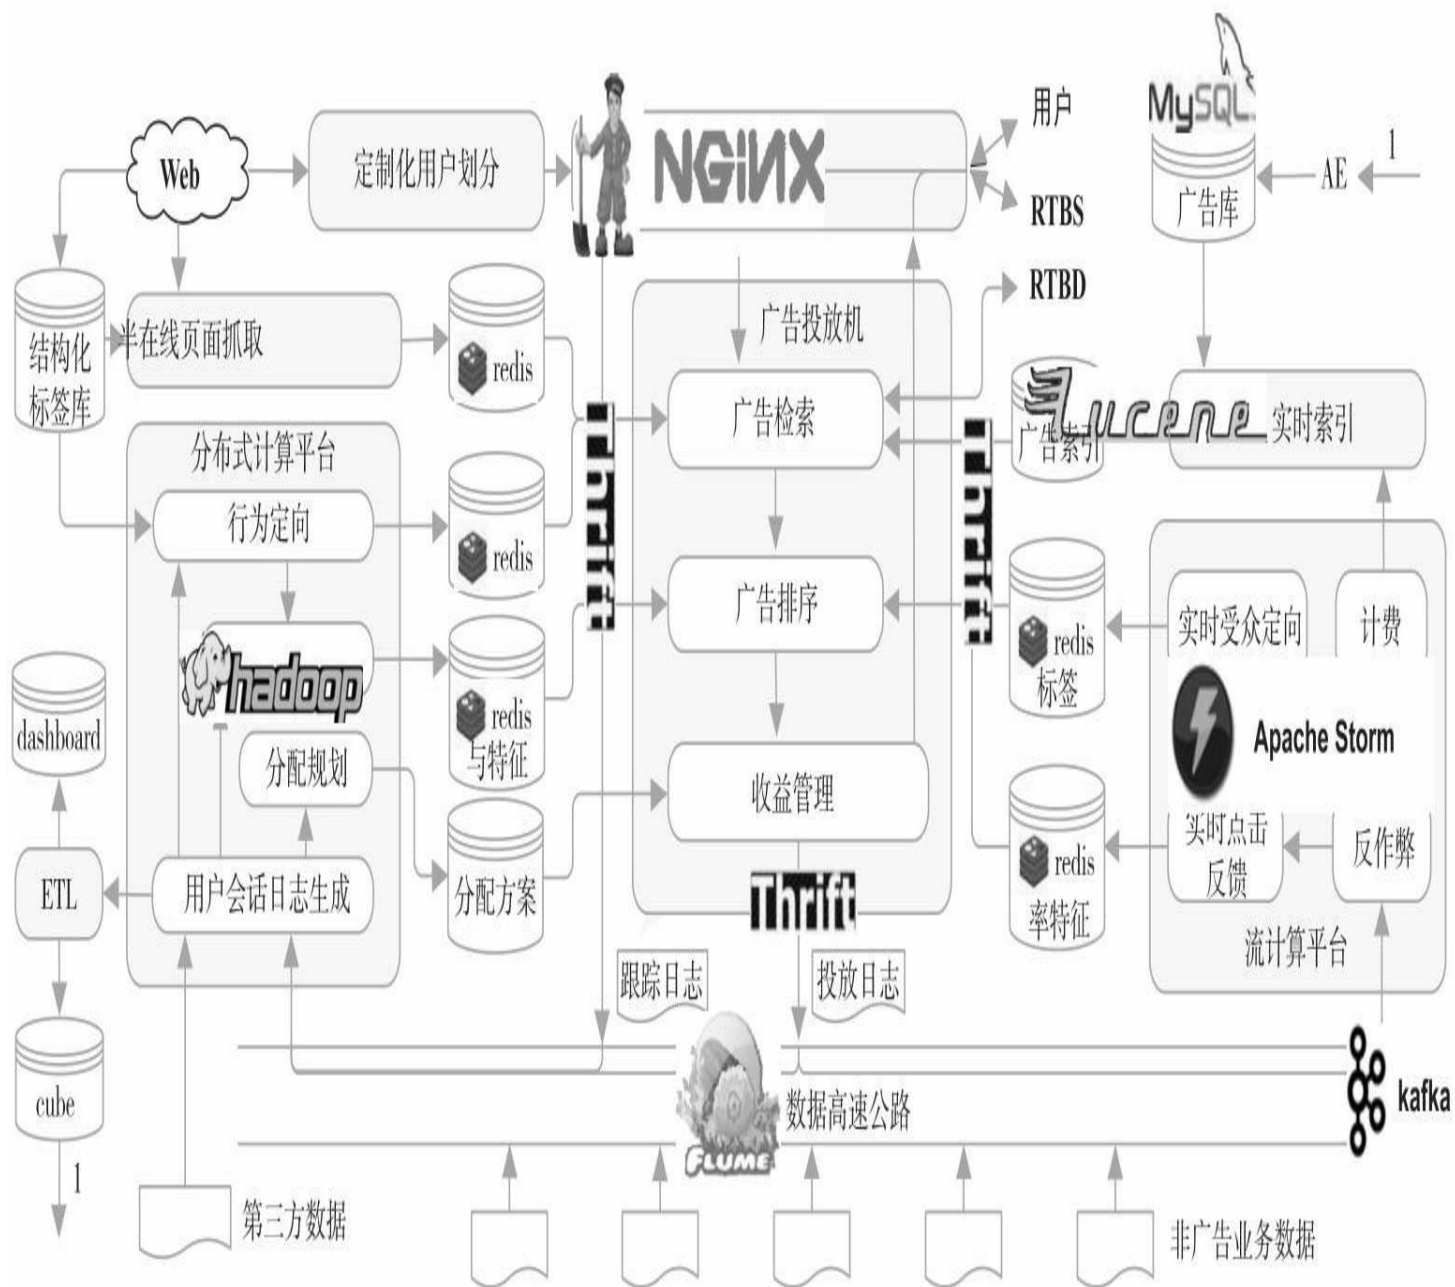 用户
MySQL
Web
定制化用户划分
NGiNX
1
AE
广告库
RTBS
RTBD
广告投放机
结构化
标签库
半在线页面抓取
redis
广告检索
Lucene
广告索引
实时索引
Thrift
Thrift
分布式计算平台
行为定向
redis
广告排序
实时受众定向
计费
redis
标签
hadoop
redis
与特征
dashboard
Apache Storm
分配规划
收益管理
实时点击
反馈
反作弊
redis
率特征
ETL
用户会话日志生成
分配方案
Thrift
流计算平台
跟踪日志
投放日志
cube
数据高速公路
FLUME
kafka
1
第三方数据
非广告业务数据